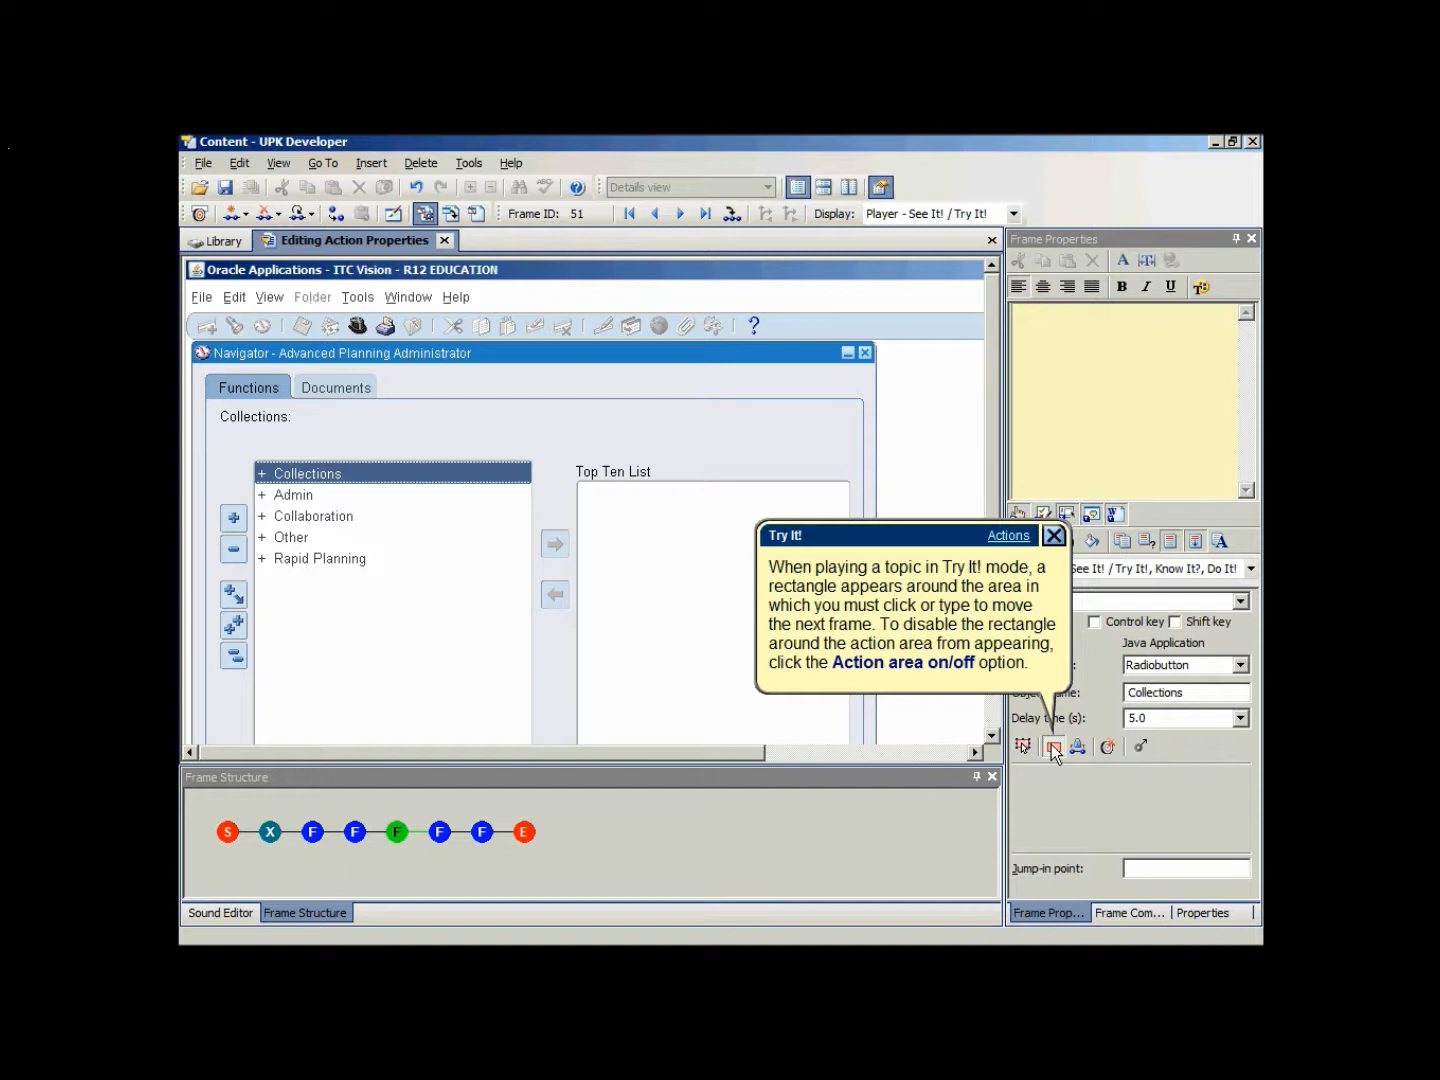 Content - UPK Developer
File Edit View Go To Insert Delete Tools Help
Details view
Frame ID: 51 Display: Player - See It! / Try It!
Library Editing Action Properties
Frame Properties
Oracle Applications - ITC Vision - R12 EDUCATION
File Edit View Folder Tools Window Help
Navigator - Advanced Planning Administrator
Functions Documents
Collections:
Top Ten List
+ Collections
+ Admin
+ Collaboration
+ Other
+ Rapid Planning
Try It! Actions
When playing a topic in Try It! mode, a
rectangle appears around the area in
which you must click or type to move
the next frame. To disable the rectangle
around the action area from appearing,
click the Action area on/off option.
See It! / Try It!, Know It?, Do It!
Control key Shift key
Java Application
Radiobutton
Collections
Delay time (s): 5.0
Frame Structure
S X F F F F F E
Jump-in point:
Sound Editor Frame Structure
Frame Prop... Frame Com... Properties